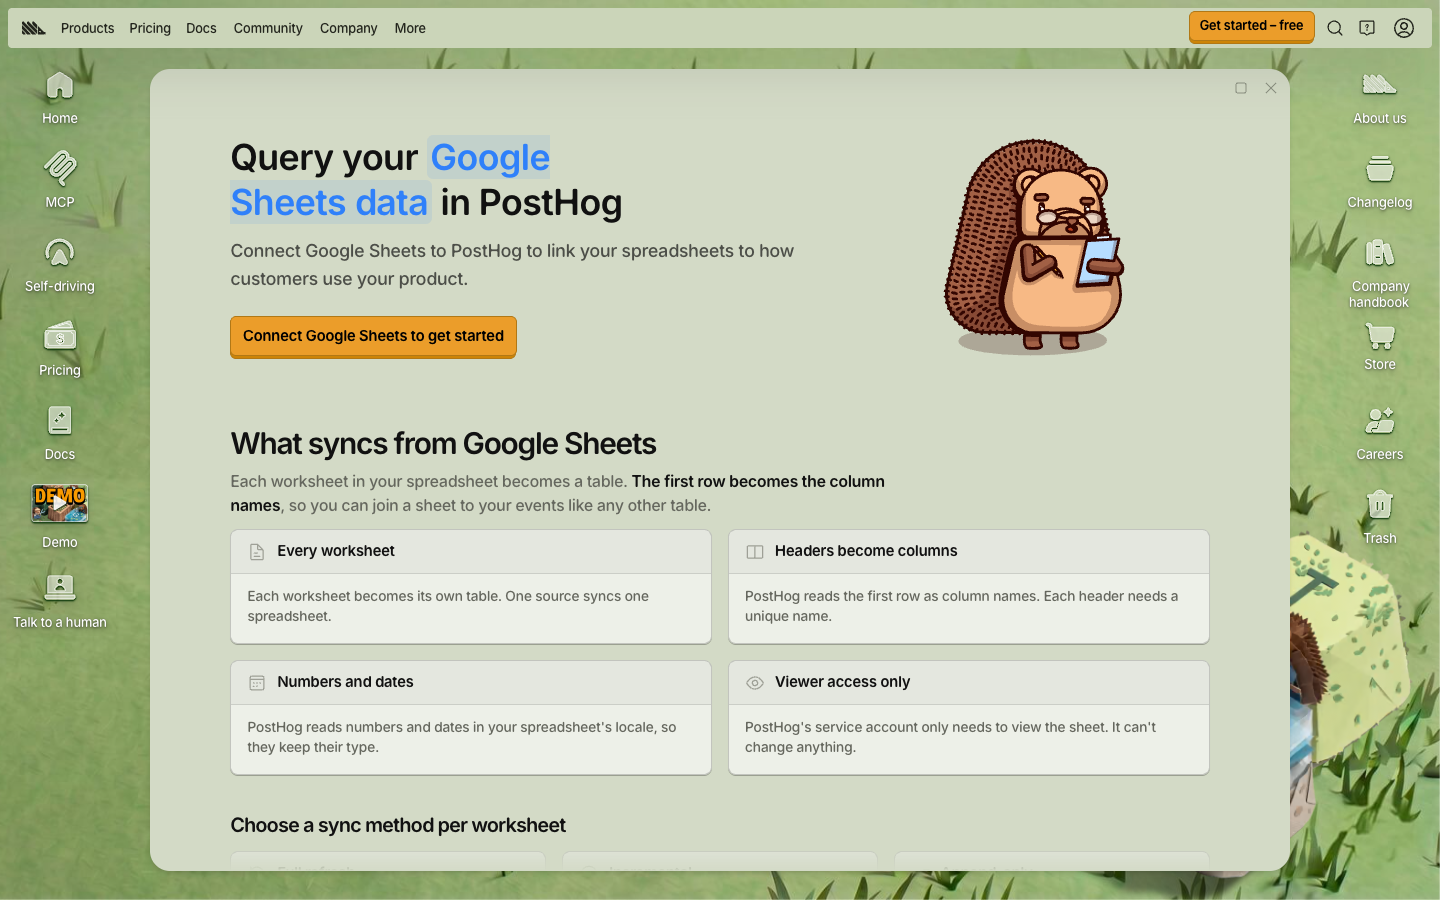 Products Pricing Docs Community Company More
Get started – free
Home
MCP
Self-driving
Pricing
Docs
DEMO
Demo
Talk to a human
Query your Google
Sheets data in PostHog
Connect Google Sheets to PostHog to link your spreadsheets to how
customers use your product.
Connect Google Sheets to get started
What syncs from Google Sheets
Each worksheet in your spreadsheet becomes a table. The first row becomes the column
names, so you can join a sheet to your events like any other table.
Every worksheet
Each worksheet becomes its own table. One source syncs one
spreadsheet.
Headers become columns
PostHog reads the first row as column names. Each header needs a
unique name.
Numbers and dates
PostHog reads numbers and dates in your spreadsheet's locale, so
they keep their type.
Viewer access only
PostHog's service account only needs to view the sheet. It can't
change anything.
Choose a sync method per worksheet
About us
Changelog
Company
handbook
Store
Careers
Trash